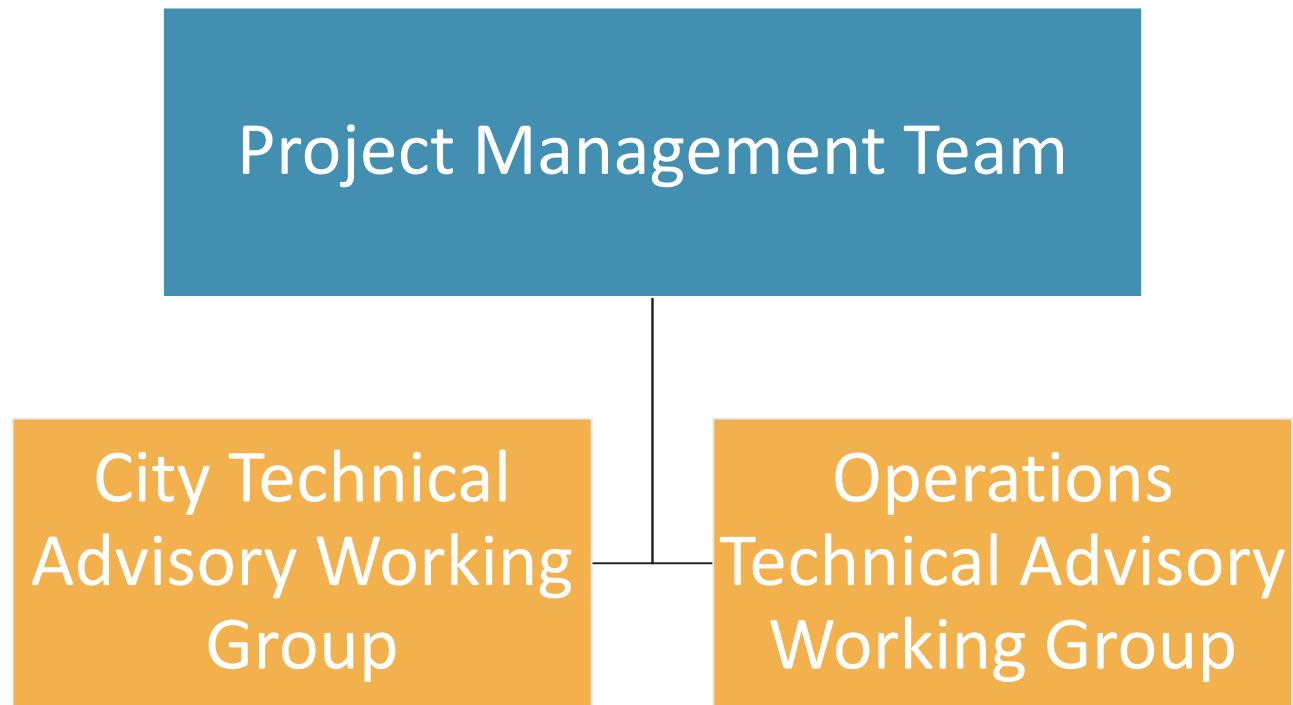 Project Management Team
City Technical
Advisory Working
Group
Operations
Technical Advisory
Working Group